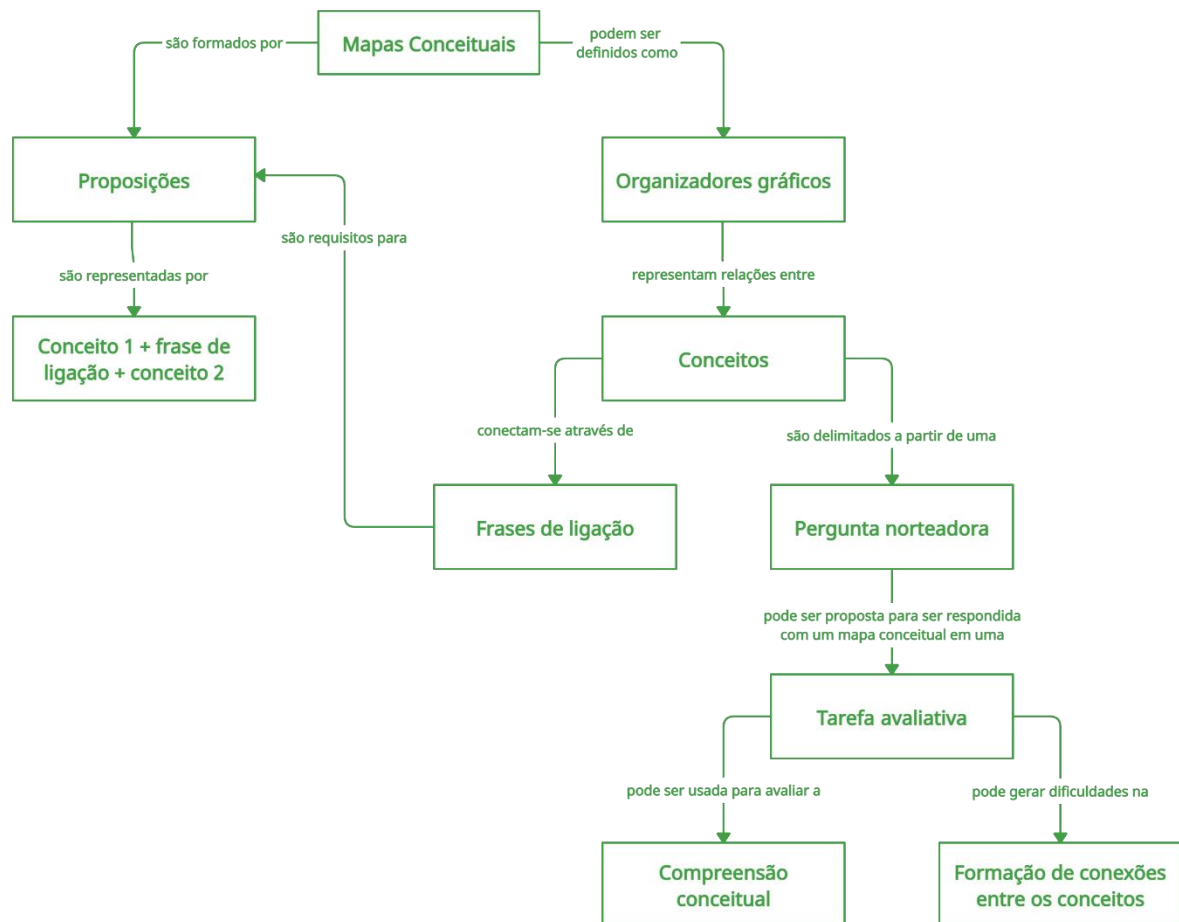 Mapas Conceituais
são formados por
podem ser
definidos como
Proposições
Organizadores gráficos
são requisitos para
são representadas por
representam relações entre
Conceito 1 + frase de
ligação + conceito 2
Conceitos
conectam-se através de
são delimitados a partir de uma
Frases de ligação
Pergunta norteadora
pode ser proposta para ser respondida
com um mapa conceitual em uma
Tarefa avaliativa
pode ser usada para avaliar a
pode gerar dificuldades na
Compreensão
conceitual
Formação de conexões
entre os conceitos